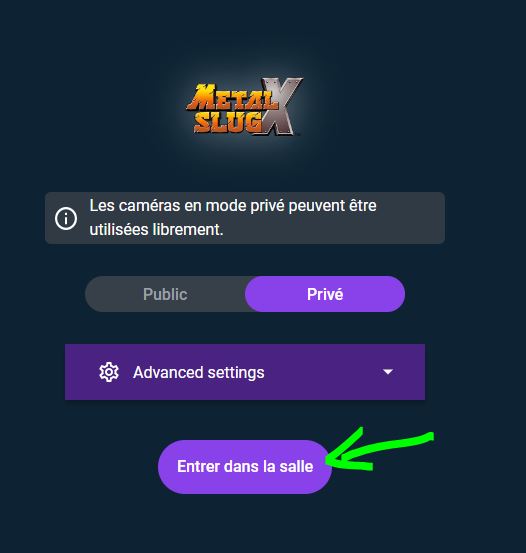 METAL
SLUG X
Les caméras en mode privé peuvent être
utilisées librement.
Public Privé
Advanced settings
Entrer dans la salle